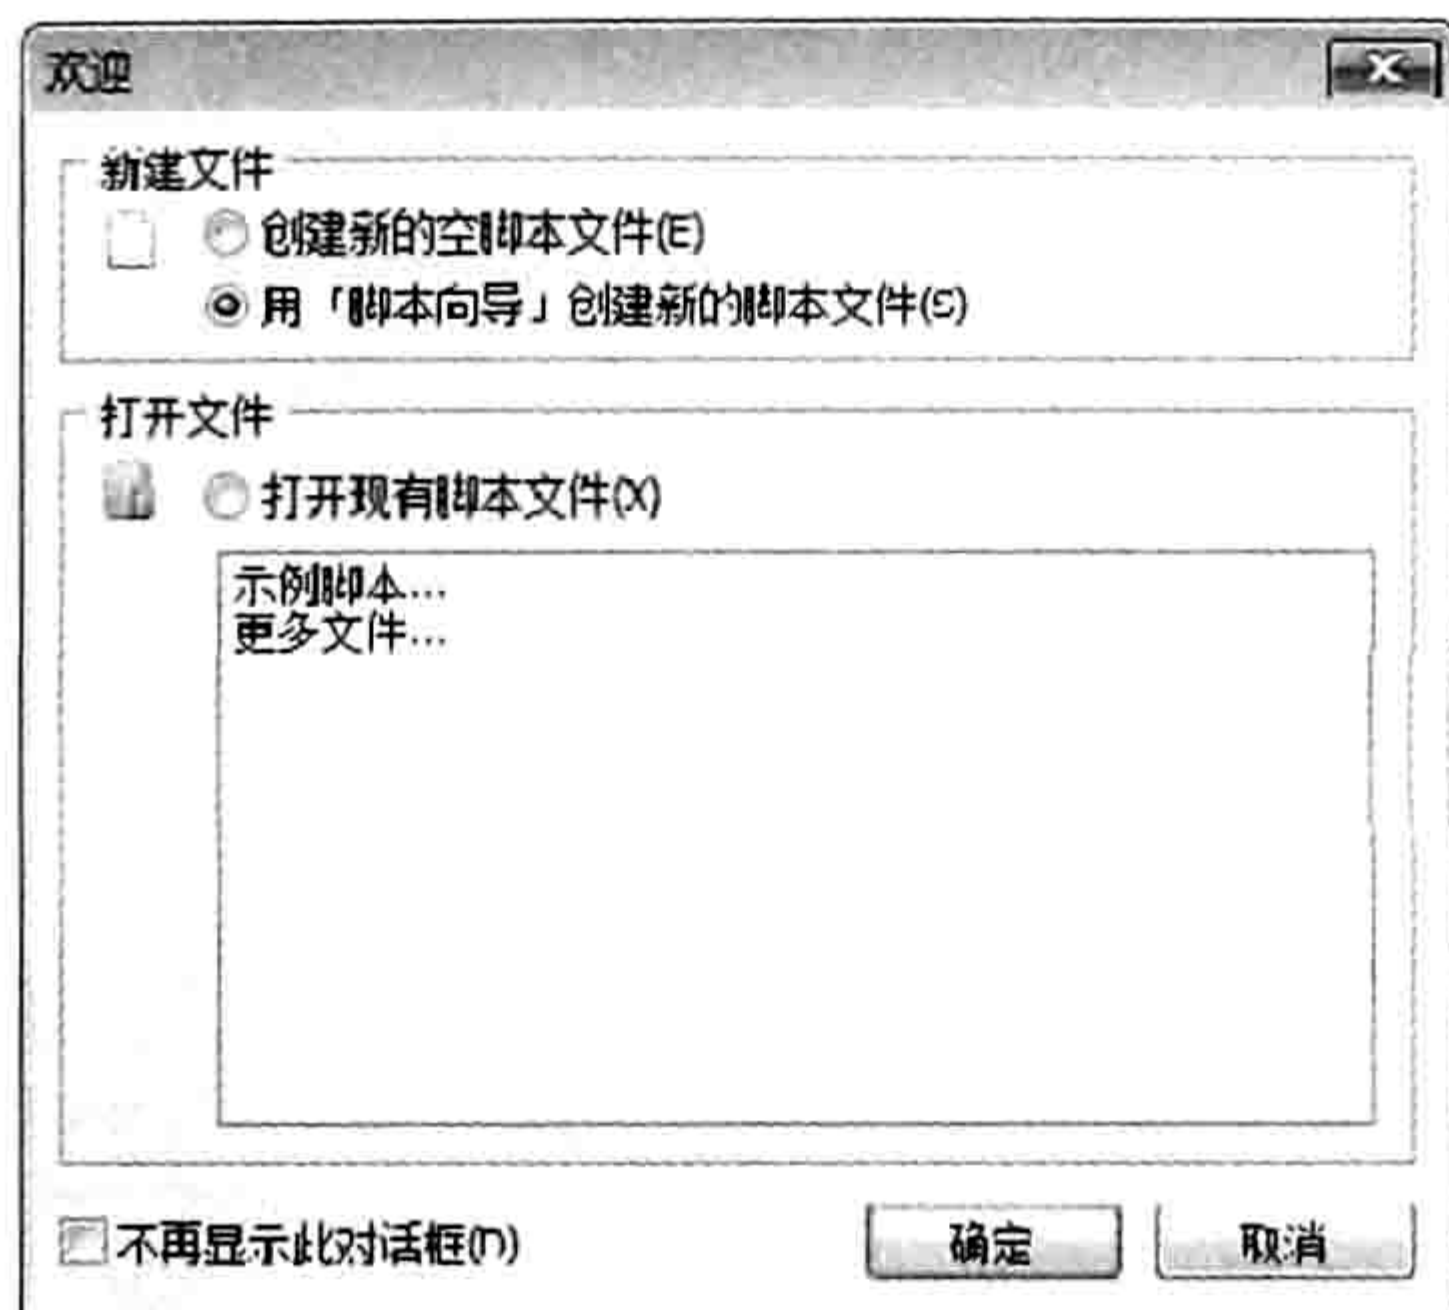 欢迎
新建文件
创建新的空脚本文件(E)
用「脚本向导」创建新的脚本文件(S)
打开文件
打开现有脚本文件(X)
示例脚本...
更多文件...
不再显示此对话框(n)
确定
取消